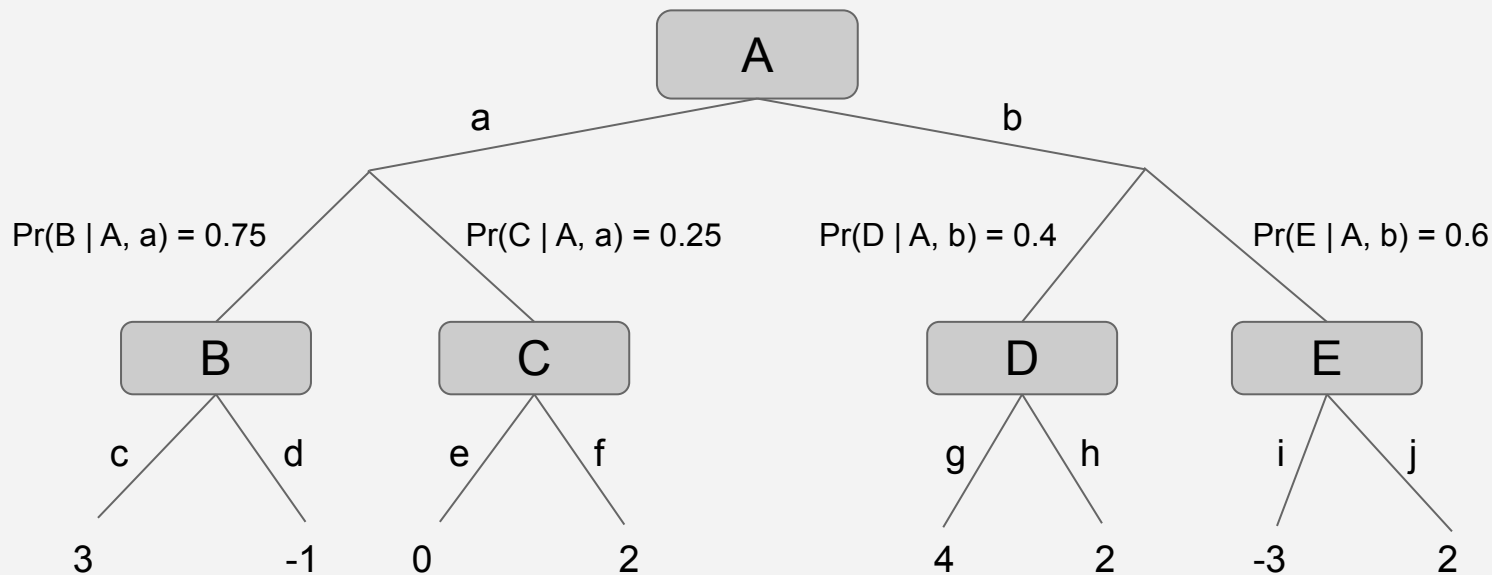 A
a b
Pr(B | A, a) = 0.75 Pr(C | A, a) = 0.25 Pr(D | A, b) = 0.4 Pr(E | A, b) = 0.6
B C D E
c d e f g h i j
3 -1 0 2 4 2 -3 2